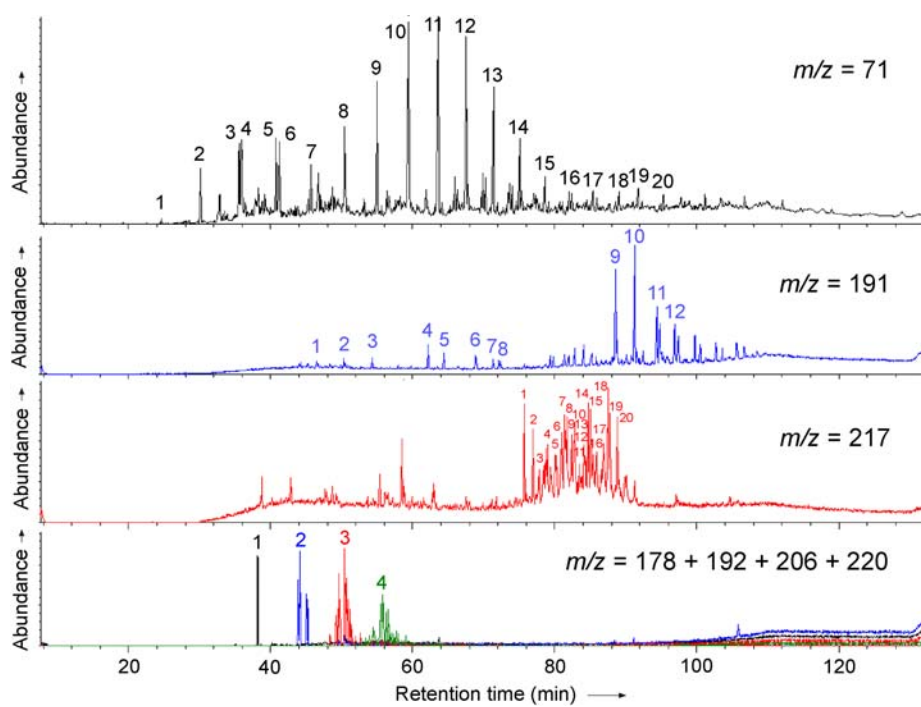 Abundance →
1 2 3 4 5 6 7 8 9 10 11 12 13 14 15 16 17 18 19 20
m/z = 71
Abundance →
1 2 3 4 5 6 7 8 9 10 11 12
m/z = 191
Abundance →
1 2 3 4 5 6 7 8 9 10 11 12 13 14 15 16 17 18 19 20
m/z = 217
Abundance →
1 2 3 4
m/z = 178 + 192 + 206 + 220
20 40 60 80 100 120
Retention time (min) →